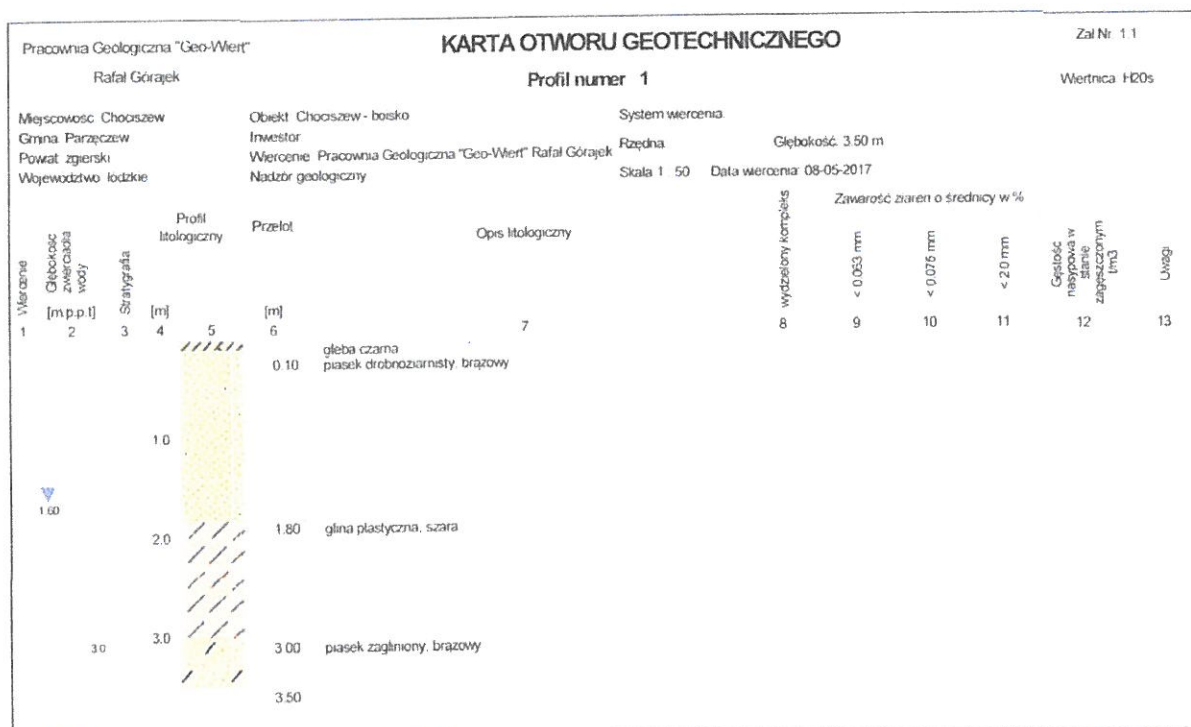 Pracownia Geologiczna "Geo-Wiert"
Rafał Górajek
KARTA OTWORU GEOTECHNICZNEGO
Profil numer 1
Zal Nr 1.1
Wiertnica H20s
Miejscowosc Chociszew
Gmina Parzęczew
Powiat zgierski
Wojewodztwo łodzkie
Obiekt Chociszew - boisko
Inwestor
Wiercenie Pracownia Geologiczna "Geo-Wiert" Rafał Górajek
Nadzór geologiczny
System wiercenia
Rzędna
Głębokość 3.50 m
Skala 1 50 Data wiercenia 08-05-2017
Wiercenie
Głębokość zwierciadła wody
[m.p.p.t]
Stratygrafia
Profil litologiczny
[m]
Przelot
[m]
Opis litologiczny
wydzielony kompleks
Zawarość ziaren o średnicy w %
< 0.063 mm
< 0.075 mm
< 2.0 mm
Gęstość nasypowa w stanie zagęszczonym t/m3
Uwagi
1 2 3 4 5 6 7 8 9 10 11 12 13
gleba czarna
0.10 piasek drobnoziarnisty, brązowy
1.0
1.60
1.80 glina plastyczna, szara
2.0
3.0
3.0 3.00 piasek zagliniony, brązowy
3.50